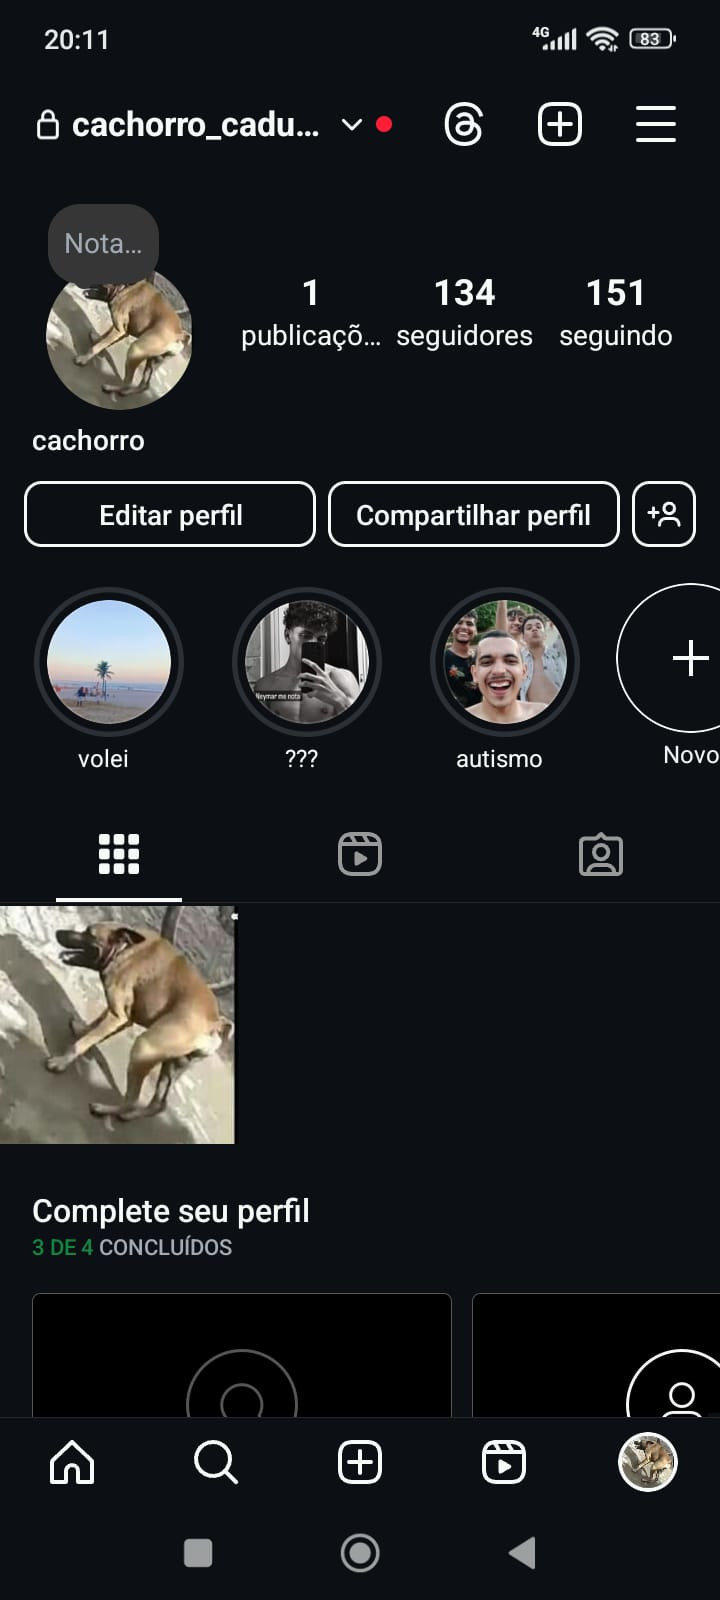 20:11
4G
83
cachorro_cadu...
Nota...
1
134
151
publicaçõ...
seguidores
seguindo
cachorro
Editar perfil
Compartilhar perfil
Neymar me nota
volei
???
autismo
Novo
Complete seu perfil
3 DE 4 CONCLUÍDOS